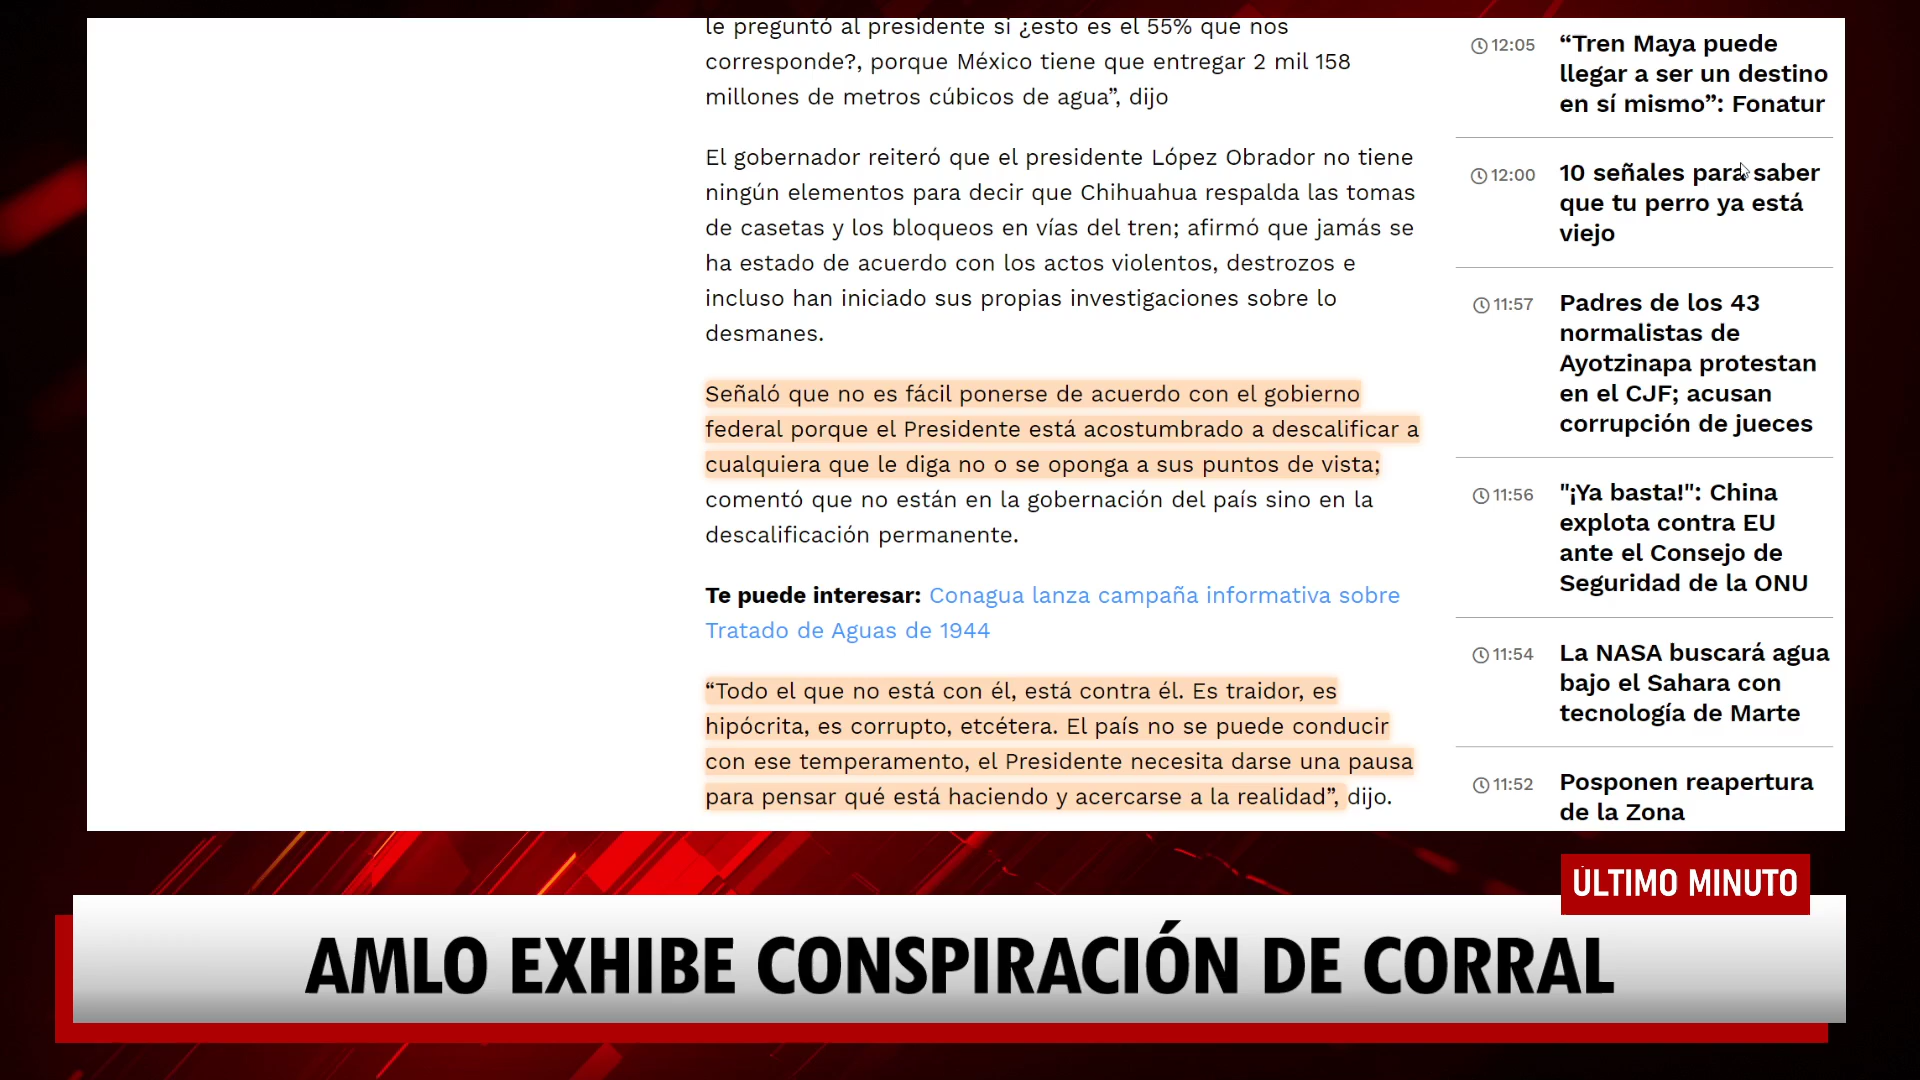 le preguntó al presidente si ¿esto es el 55% que nos
corresponde?, porque México tiene que entregar 2 mil 158
millones de metros cúbicos de agua”, dijo
El gobernador reiteró que el presidente López Obrador no tiene
ningún elementos para decir que Chihuahua respalda las tomas
de casetas y los bloqueos en vías del tren; afirmó que jamás se
ha estado de acuerdo con los actos violentos, destrozos e
incluso han iniciado sus propias investigaciones sobre lo
desmanes.
Señaló que no es fácil ponerse de acuerdo con el gobierno
federal porque el Presidente está acostumbrado a descalificar a
cualquiera que le diga no o se oponga a sus puntos de vista;
comentó que no están en la gobernación del país sino en la
descalificación permanente.
Te puede interesar: Conagua lanza campaña informativa sobre
Tratado de Aguas de 1944
“Todo el que no está con él, está contra él. Es traidor, es
hipócrita, es corrupto, etcétera. El país no se puede conducir
con ese temperamento, el Presidente necesita darse una pausa
para pensar qué está haciendo y acercarse a la realidad”, dijo.
12:05 “Tren Maya puede
llegar a ser un destino
en sí mismo”: Fonatur
12:00 10 señales para saber
que tu perro ya está
viejo
11:57 Padres de los 43
normalistas de
Ayotzinapa protestan
en el CJF; acusan
corrupción de jueces
11:56 "¡Ya basta!": China
explota contra EU
ante el Consejo de
Seguridad de la ONU
11:54 La NASA buscará agua
bajo el Sahara con
tecnología de Marte
11:52 Posponen reapertura
de la Zona
ÚLTIMO MINUTO
AMLO EXHIBE CONSPIRACIÓN DE CORRAL